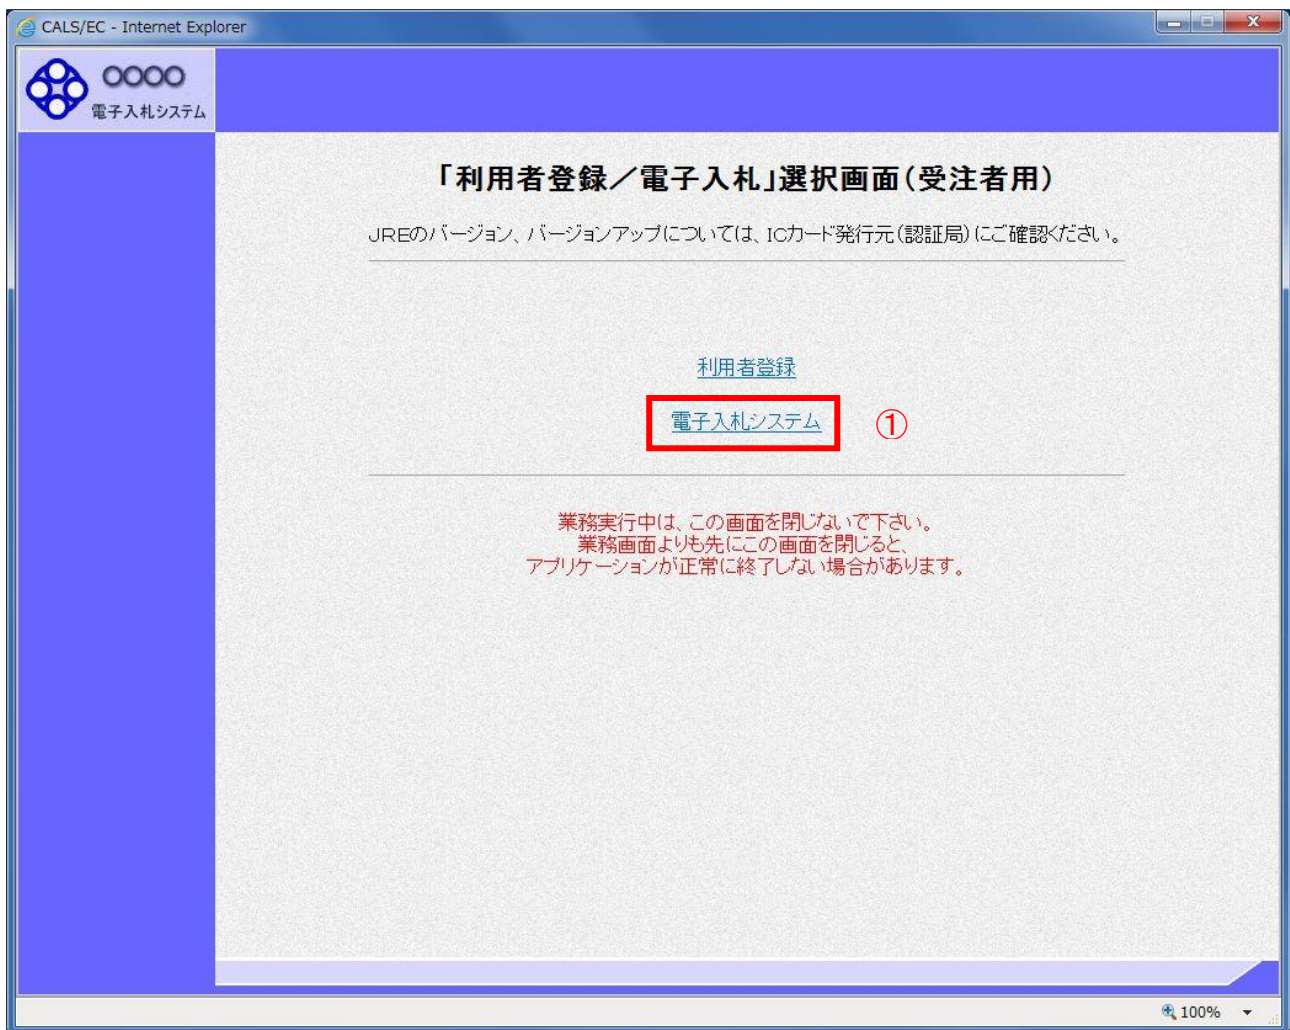 CALS/EC - Internet Explorer
〇〇〇〇
電子入札システム
「利用者登録／電子入札」選択画面(受注者用)
JREのバージョン、バージョンアップについては、ICカード発行元(認証局)にご確認ください。
利用者登録
電子入札システム ①
業務実行中は、この画面を閉じないで下さい。
業務画面よりも先にこの画面を閉じると、
アプリケーションが正常に終了しない場合があります。
100%